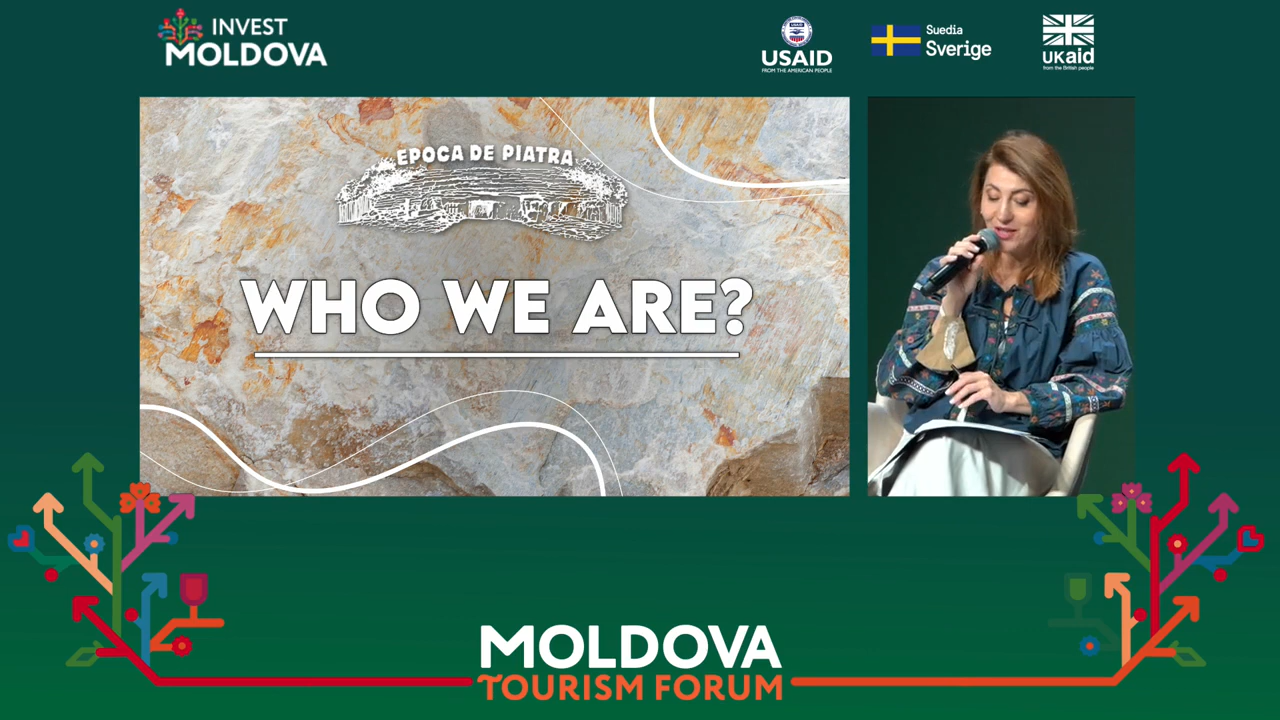 INVEST
MOLDOVA
USAID
USAID
FROM THE AMERICAN PEOPLE
Suedia
Sverige
UKaid
from the British people
EPOCA DE PIATRA
WHO WE ARE?
MOLDOVA
TOURISM FORUM